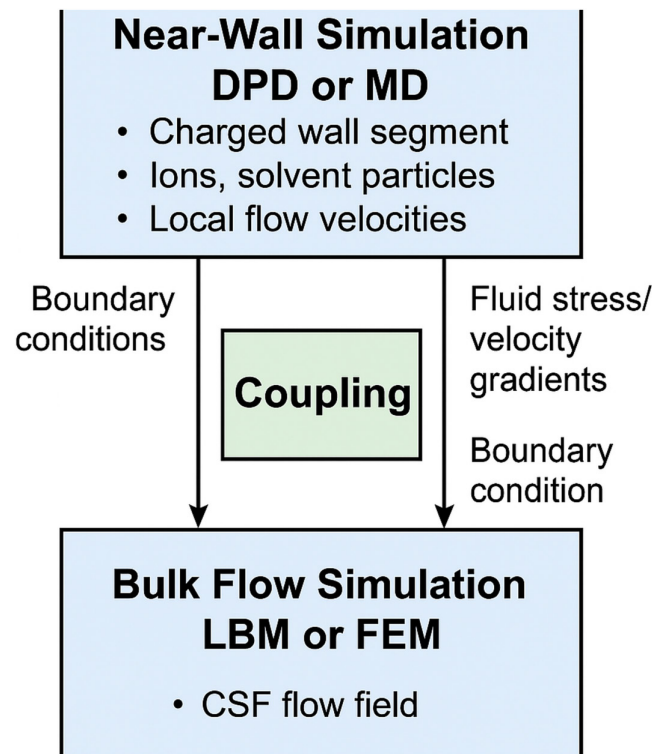 Near-Wall Simulation
DPD or MD
• Charged wall segment
• Ions, solvent particles
• Local flow velocities
Boundary
conditions
Fluid stress/
velocity
gradients
Coupling
Boundary
condition
Bulk Flow Simulation
LBM or FEM
• CSF flow field